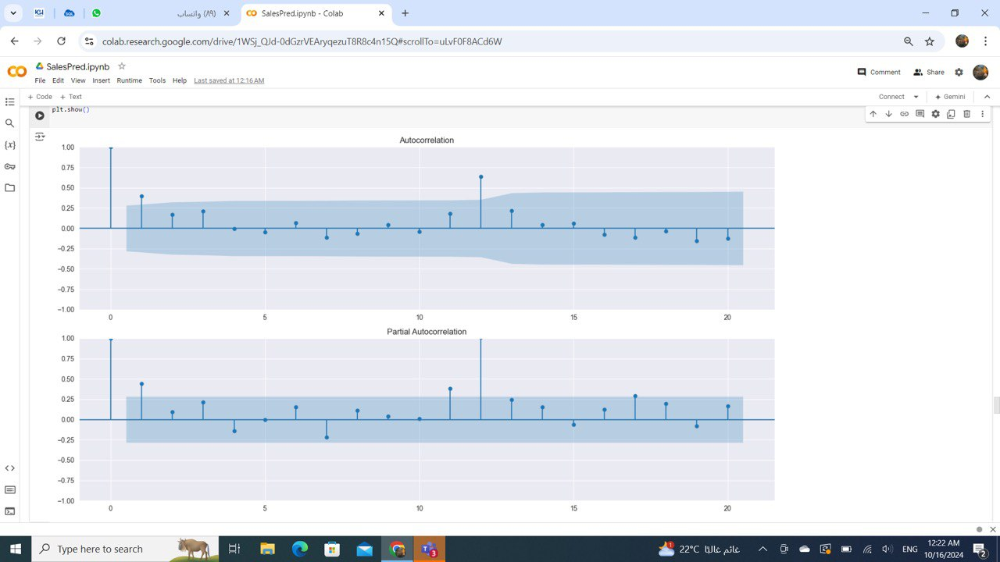 (٨٩) واتساب
SalesPred.ipynb - Colab
colab.research.google.com/drive/1WSj_QJd-0dGzrVEAryqezuT8R8c4n15Q#scrollTo=uLvF0F8ACd6W
SalesPred.ipynb
Comment
Share
File Edit View Insert Runtime Tools Help Last saved at 12:16 AM
+ Code + Text
Connect
Gemini
plt.show()
Autocorrelation
1.00
0.75
0.50
0.25
0.00
−0.25
−0.50
−0.75
−1.00
0 5 10 15 20
Partial Autocorrelation
1.00
0.75
0.50
0.25
0.00
−0.25
−0.50
−0.75
−1.00
0 5 10 15 20
Type here to search
1
3
22°C غائم غالبًا
ENG
12:22 AM
10/16/2024
2